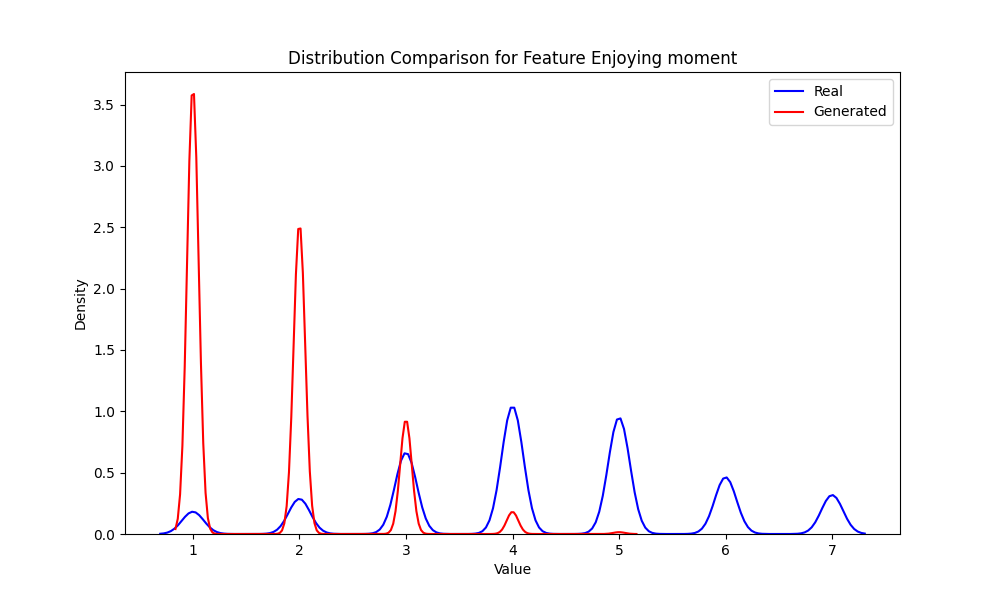 Distribution Comparison for Feature Enjoying moment
Real
Generated
Density
3.5
3.0
2.5
2.0
1.5
1.0
0.5
0.0
1 2 3 4 5 6 7
Value